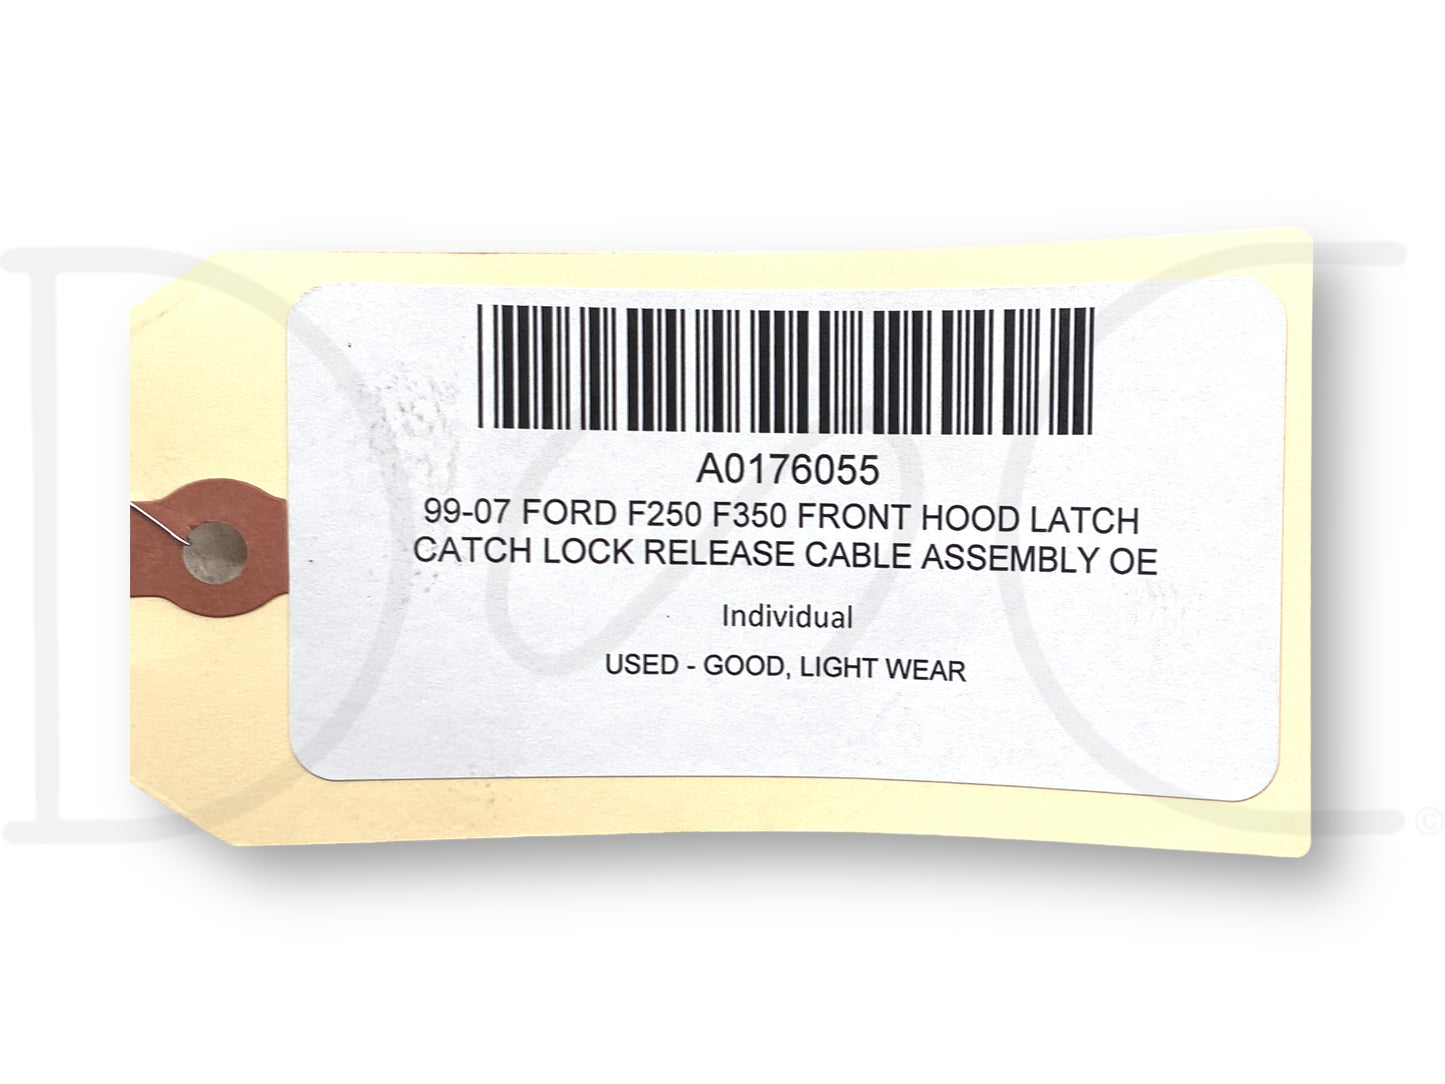 A0176055
99-07 FORD F250 F350 FRONT HOOD LATCH
CATCH LOCK RELEASE CABLE ASSEMBLY OE
Individual
USED - GOOD, LIGHT WEAR
D C
©